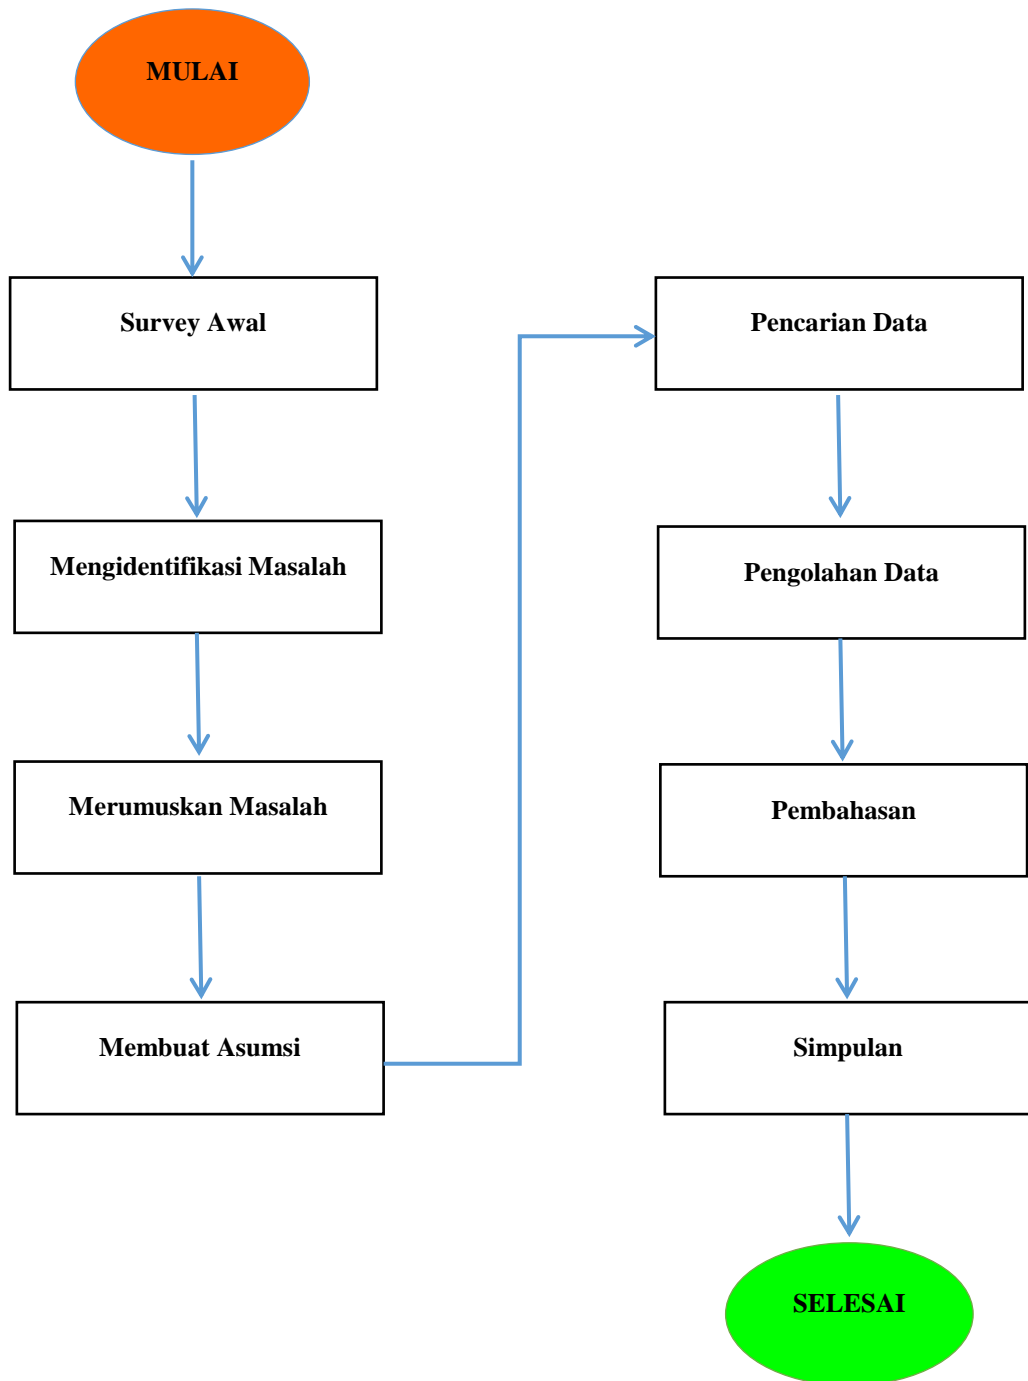 MULAI
Survey Awal
Mengidentifikasi Masalah
Merumuskan Masalah
Membuat Asumsi
Pencarian Data
Pengolahan Data
Pembahasan
Simpulan
SELESAI